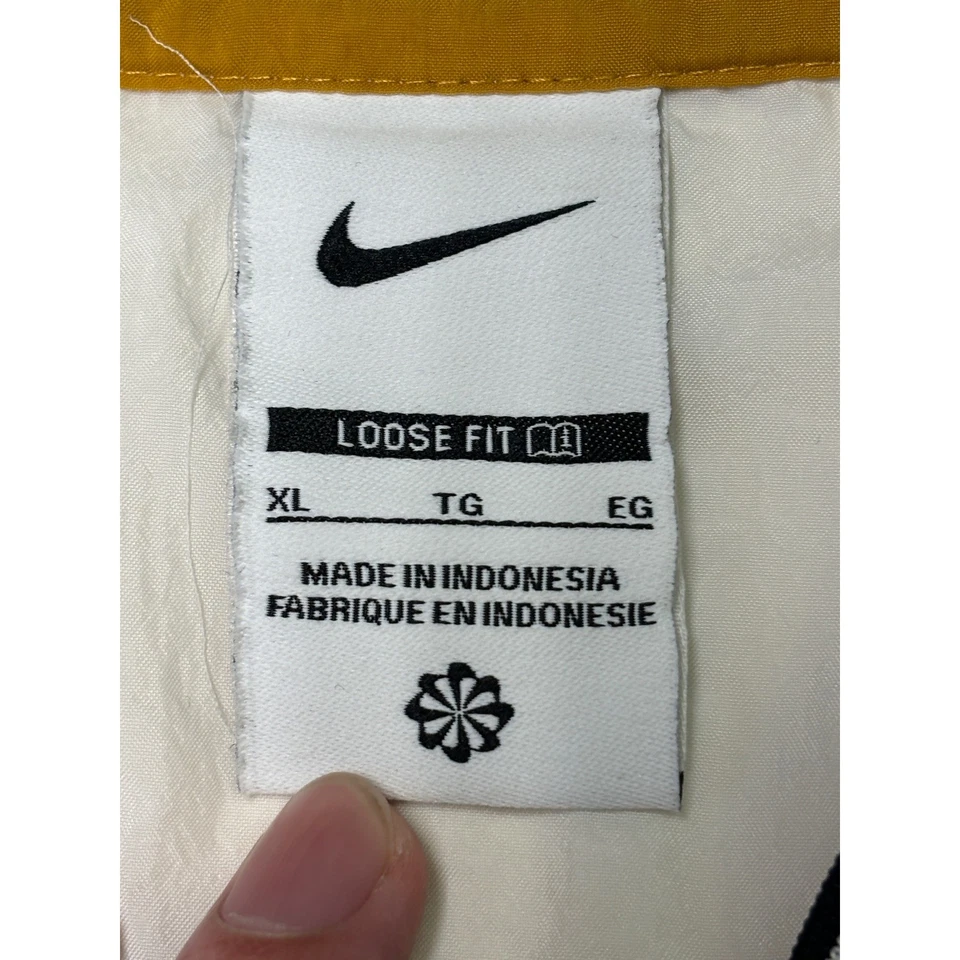 LOOSE FIT
XL TG EG
MADE IN INDONESIA
FABRIQUE EN INDONESIE